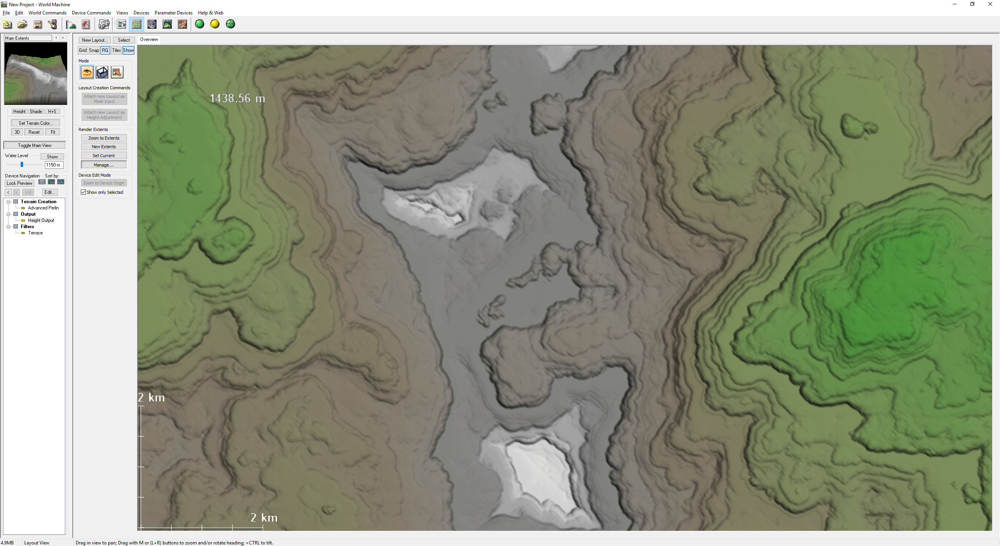 New Project - World Machine
File Edit World Commands Device Commands Views Devices Parameter Devices Help & Web
Main Extents
Height Shade H+S
Set Terrain Color...
3D Reset Fit
Toggle Main View
Water Level Show
1150 m
Device Navigation Sort by:
Lock Preview
< > >>| Edit...
Terrain Creation
Advanced Perlin
Output
Height Output
Filters
Terrace
New Layout... Select
Grid Snap RQ Tiles Show
Mode
Layout Creation Commands
Attach new Layout as
Mask Input
Attach new Layout as
Height Adjustment
Render Extents
Zoom to Extents
New Extents
Set Current
Manage...
Device Edit Mode
Zoom to Device Origin
Show only Selected
Overview
1438.56 m
2 km
2 km
4.9MB Layout View Drag in view to pan; Drag with M or (L+R) buttons to zoom and/or rotate heading; +CTRL to tilt.